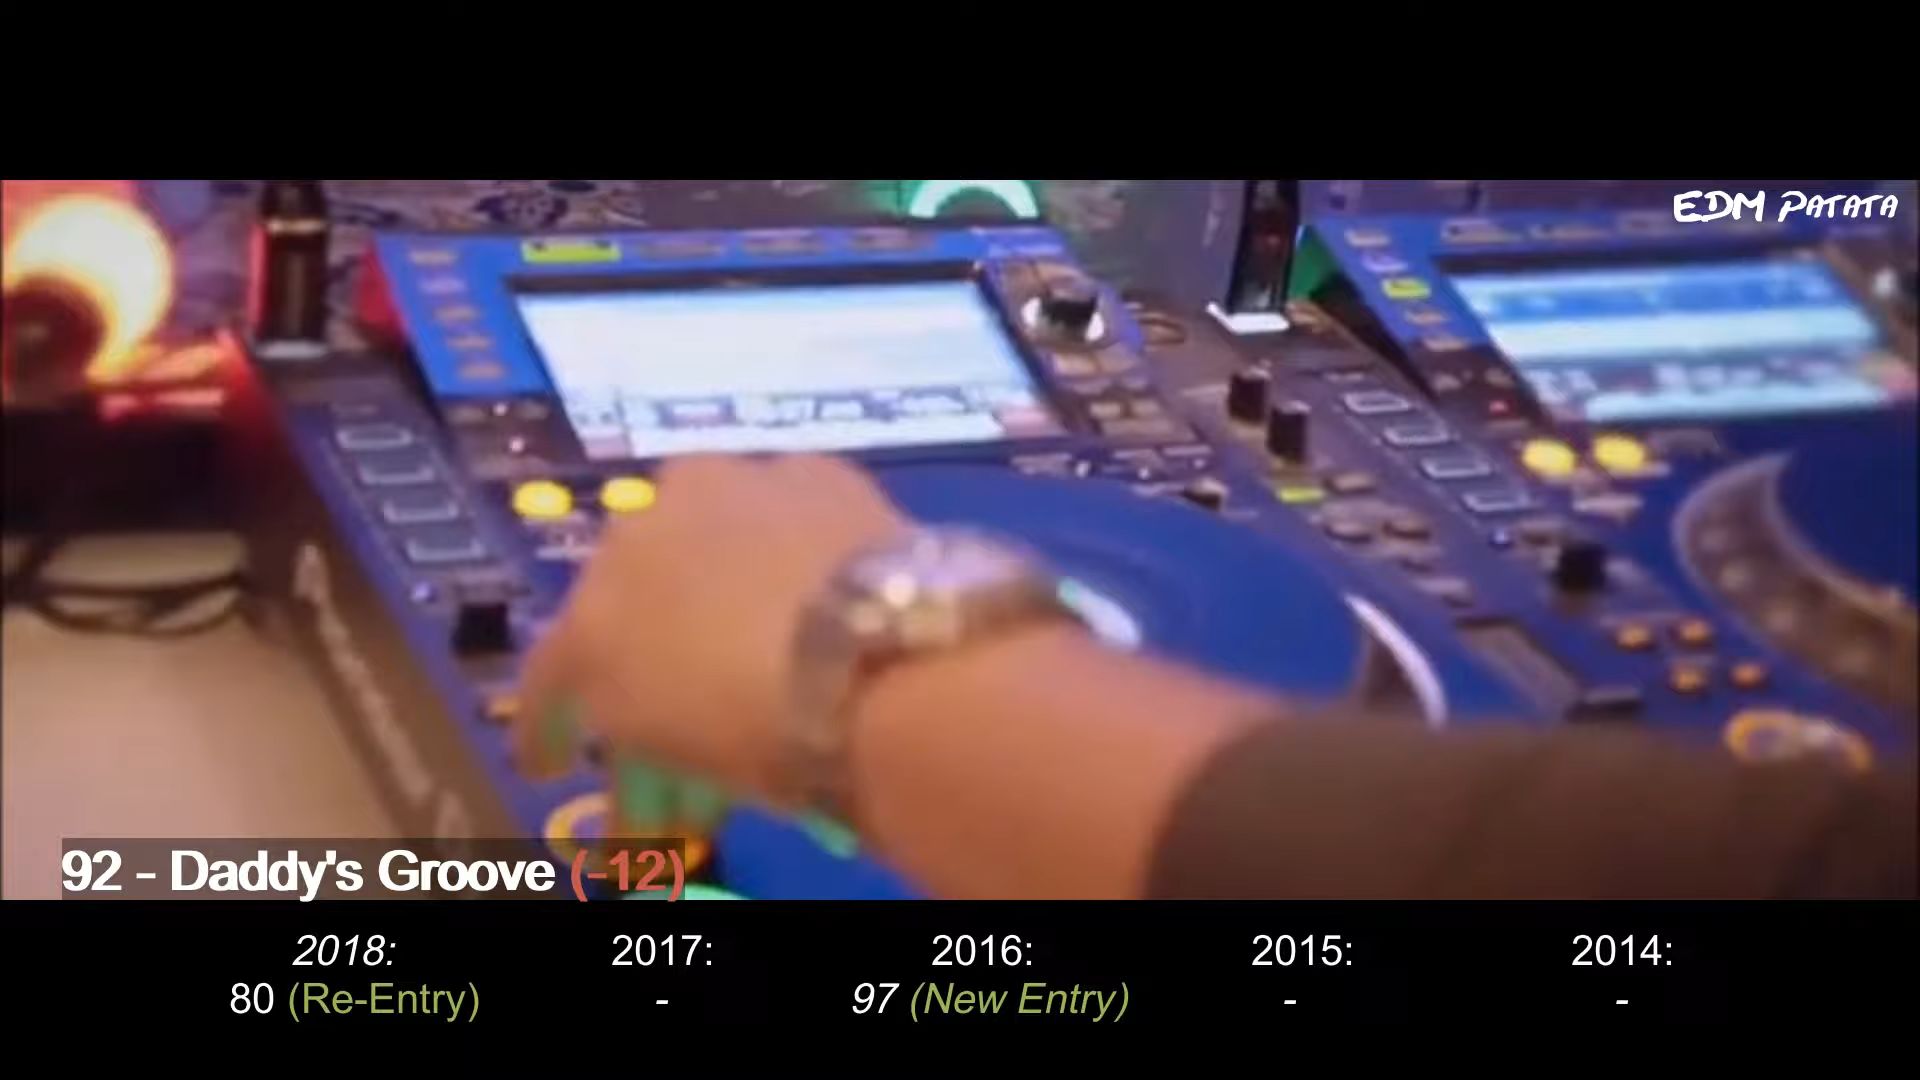 EDM PATATA
92 - Daddy's Groove (-12)
2018: 2017: 2016: 2015: 2014:
80 (Re-Entry) - 97 (New Entry) - -